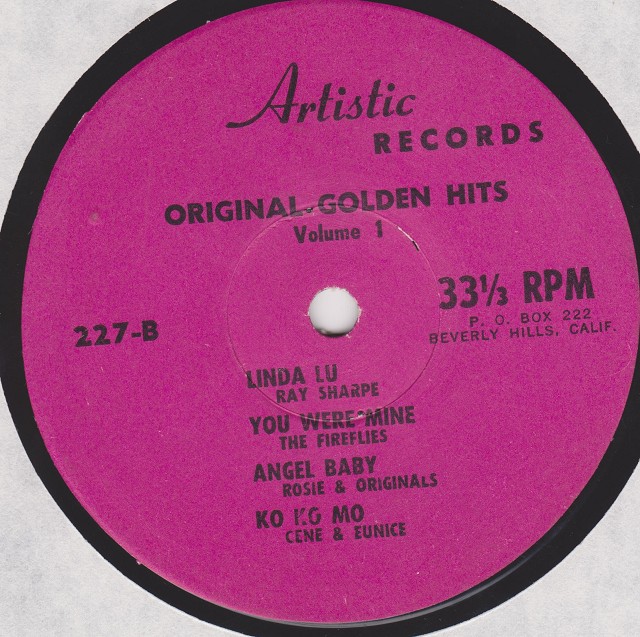 Artistic
RECORDS
ORIGINAL GOLDEN HITS
Volume 1
33⅓ RPM
P. O. BOX 222
BEVERLY HILLS, CALIF.
227-B
LINDA LU
RAY SHARPE
YOU WERE MINE
THE FIREFLIES
ANGEL BABY
ROSIE & ORIGINALS
KO KO MO
CENE & EUNICE